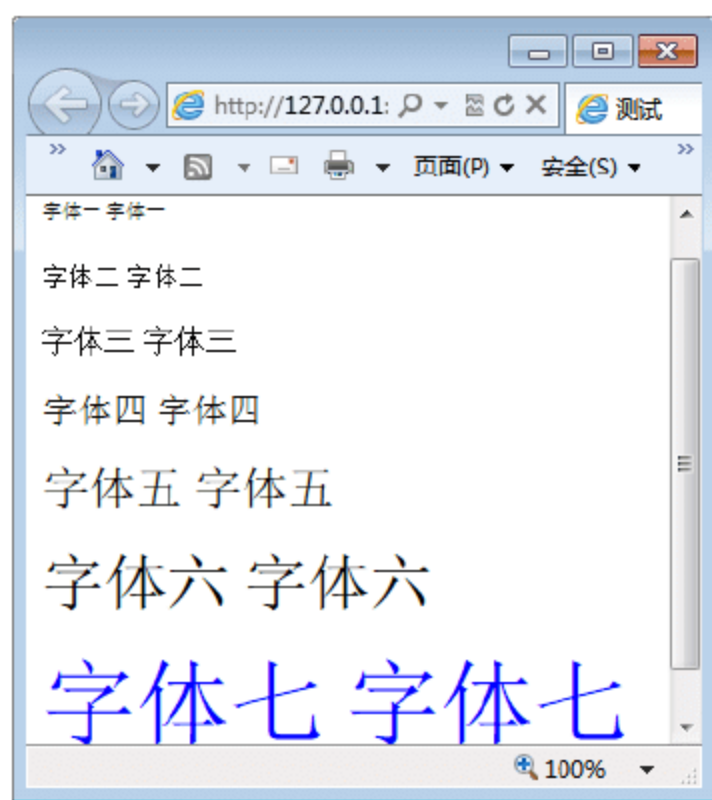 http://127.0.0.1: 测试
页面(P) 安全(S)
字体一 字体一
字体二 字体二
字体三 字体三
字体四 字体四
字体五 字体五
字体六 字体六
字体七 字体七
100%